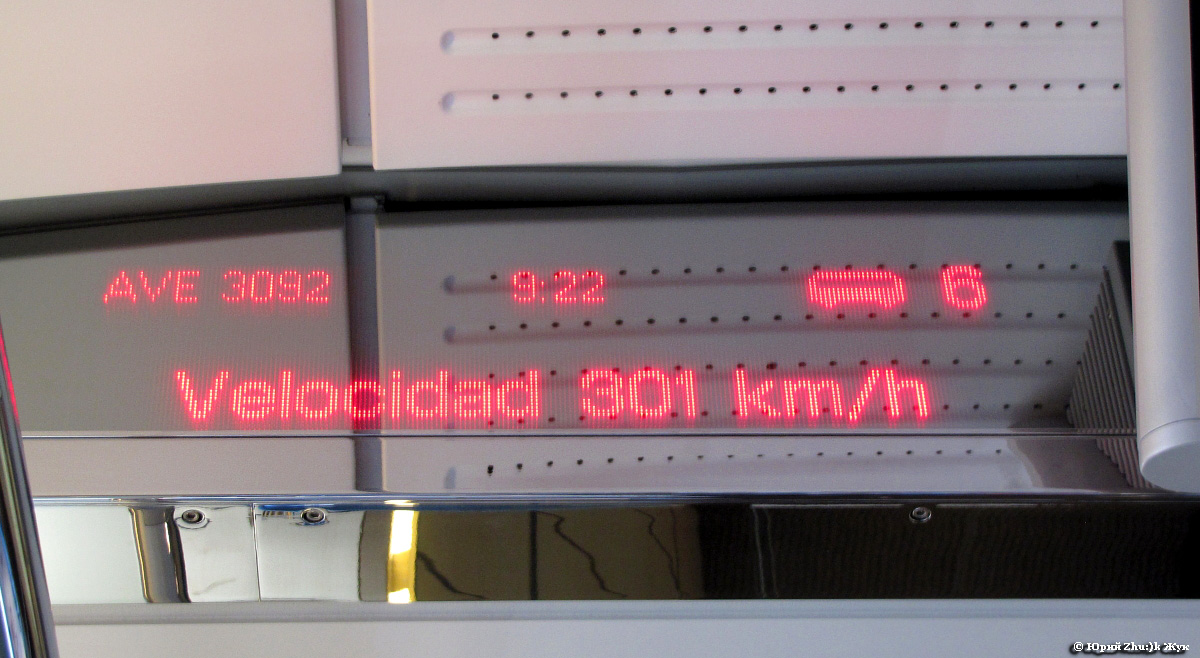 AVE 3092 9:22 6
Velocidad 301 km/h
© Юрий Zhu:)k Жук